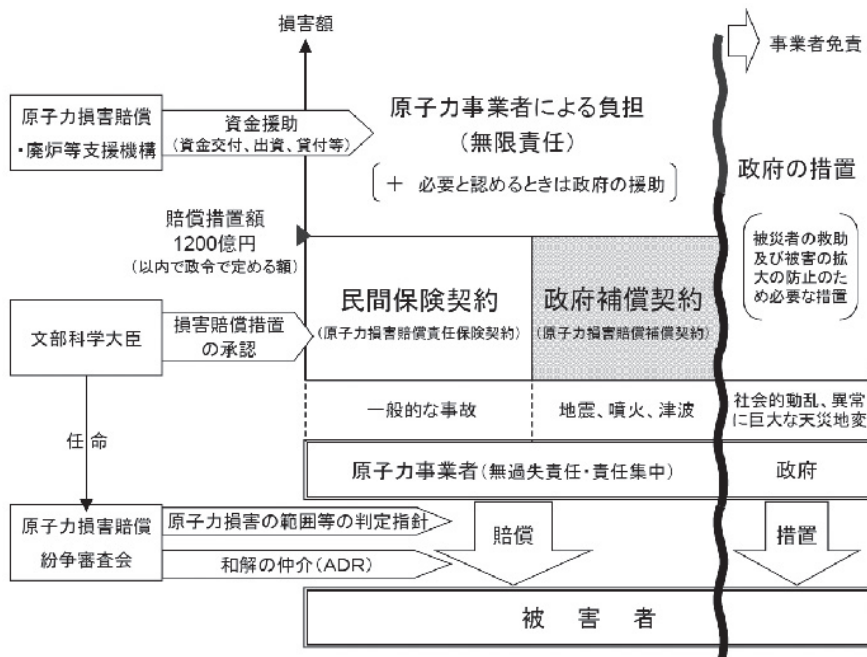 損害額
事業者免責
原子力損害賠償
・廃炉等支援機構
資金援助
(資金交付、出資、貸付等)
原子力事業者による負担
(無限責任)
＋ 必要と認めるときは政府の援助
政府の措置
被災者の救助
及び被害の拡
大の防止のた
め必要な措置
賠償措置額
1200億円
(以内で政令で定める額)
民間保険契約
(原子力損害賠償責任保険契約)
政府補償契約
(原子力損害賠償補償契約)
文部科学大臣
損害賠償措置
の承認
一般的な事故
地震、噴火、津波
社会的動乱、異常
に巨大な天災地変
任命
原子力事業者(無過失責任・責任集中)
政府
原子力損害賠償
紛争審査会
原子力損害の範囲等の判定指針
和解の仲介(ADR)
賠償
措置
被害者